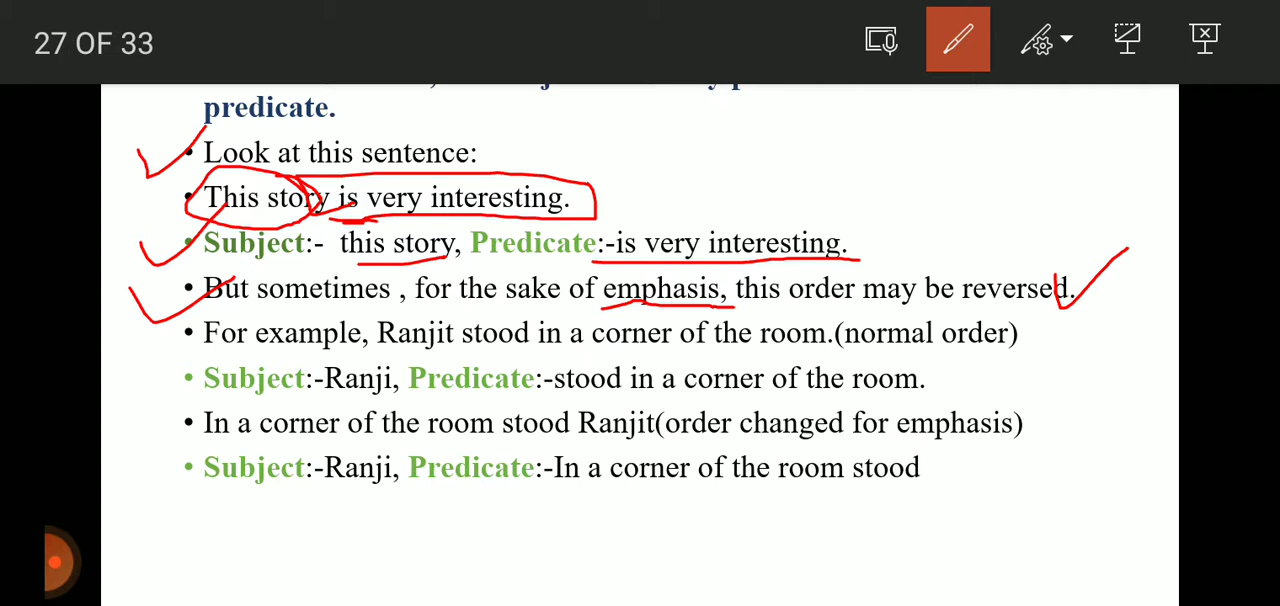 27 OF 33
predicate.
• Look at this sentence:
• This story is very interesting.
• Subject:- this story, Predicate:-is very interesting.
• But sometimes , for the sake of emphasis, this order may be reversed.
• For example, Ranjit stood in a corner of the room.(normal order)
• Subject:-Ranji, Predicate:-stood in a corner of the room.
• In a corner of the room stood Ranjit(order changed for emphasis)
• Subject:-Ranji, Predicate:-In a corner of the room stood